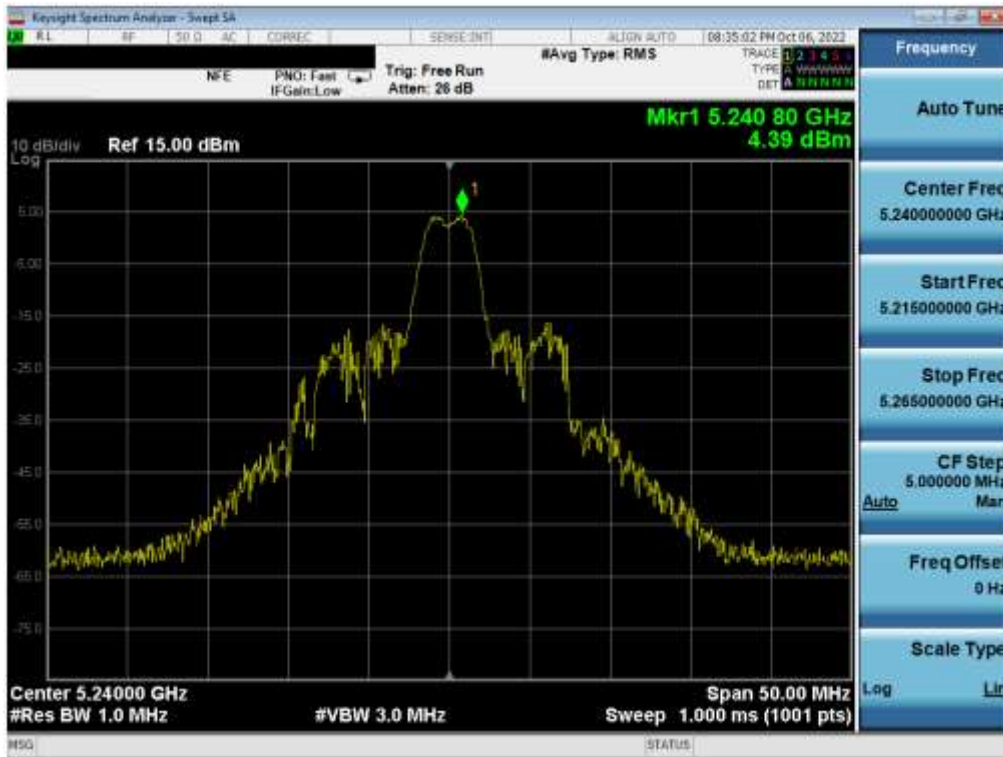 Keysight Spectrum Analyzer - Swept SA
RL RF 50 Ω AC CORREC SENSE:INT ALIGN AUTO 08:35:02 PM Oct 06, 2022
NFE PNO: Fast IFGain:Low Trig: Free Run Atten: 26 dB #Avg Type: RMS
TRACE 1 2 3 4 5 6
TYPE A WWWWW
DET A N N N N N
Mkr1 5.240 80 GHz
4.39 dBm
10 dB/div Ref 15.00 dBm
Log
5.00
-5.00
-15.0
-25.0
-35.0
-45.0
-55.0
-65.0
-75.0
Center 5.24000 GHz Span 50.00 MHz
#Res BW 1.0 MHz #VBW 3.0 MHz Sweep 1.000 ms (1001 pts)
MSG STATUS
Frequency
Auto Tune
Center Freq
5.240000000 GHz
Start Freq
5.215000000 GHz
Stop Freq
5.265000000 GHz
CF Step
5.000000 MHz
Auto Man
Freq Offset
0 Hz
Scale Type
Log Lin